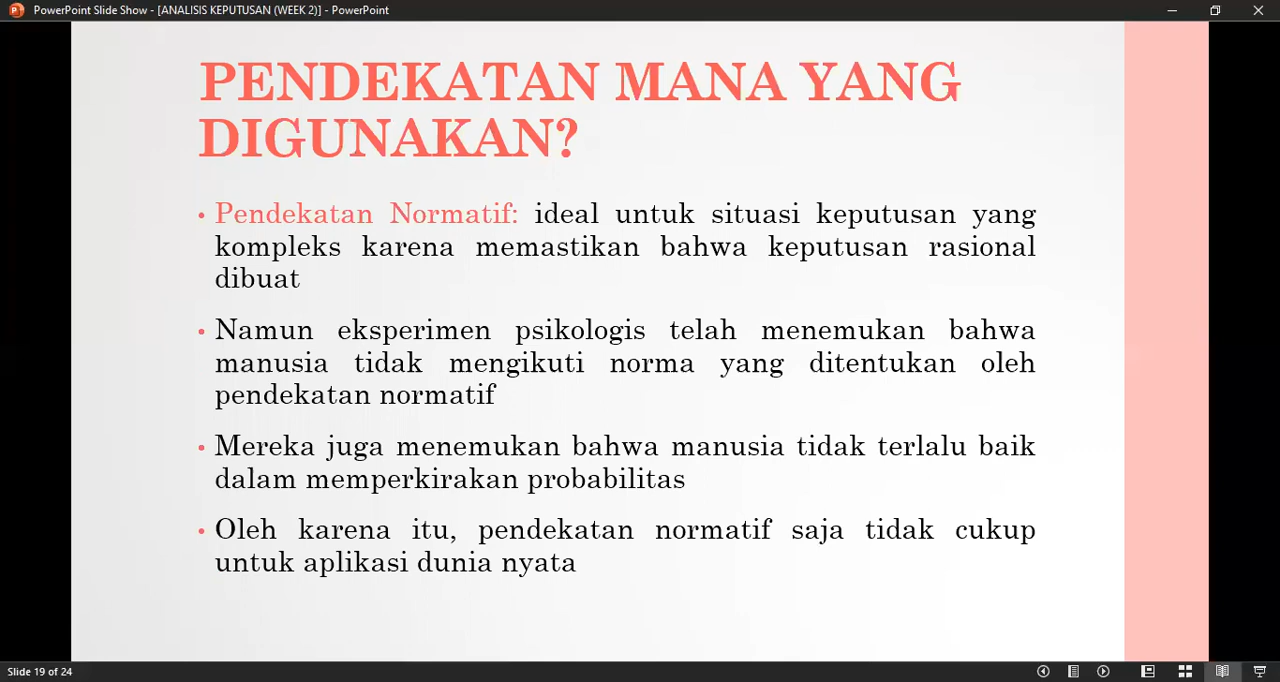 PowerPoint Slide Show - [ANALISIS KEPUTUSAN (WEEK 2)] - PowerPoint
PENDEKATAN MANA YANG
DIGUNAKAN?
• Pendekatan Normatif: ideal untuk situasi keputusan yang
kompleks karena memastikan bahwa keputusan rasional
dibuat
• Namun eksperimen psikologis telah menemukan bahwa
manusia tidak mengikuti norma yang ditentukan oleh
pendekatan normatif
• Mereka juga menemukan bahwa manusia tidak terlalu baik
dalam memperkirakan probabilitas
• Oleh karena itu, pendekatan normatif saja tidak cukup
untuk aplikasi dunia nyata
Slide 19 of 24